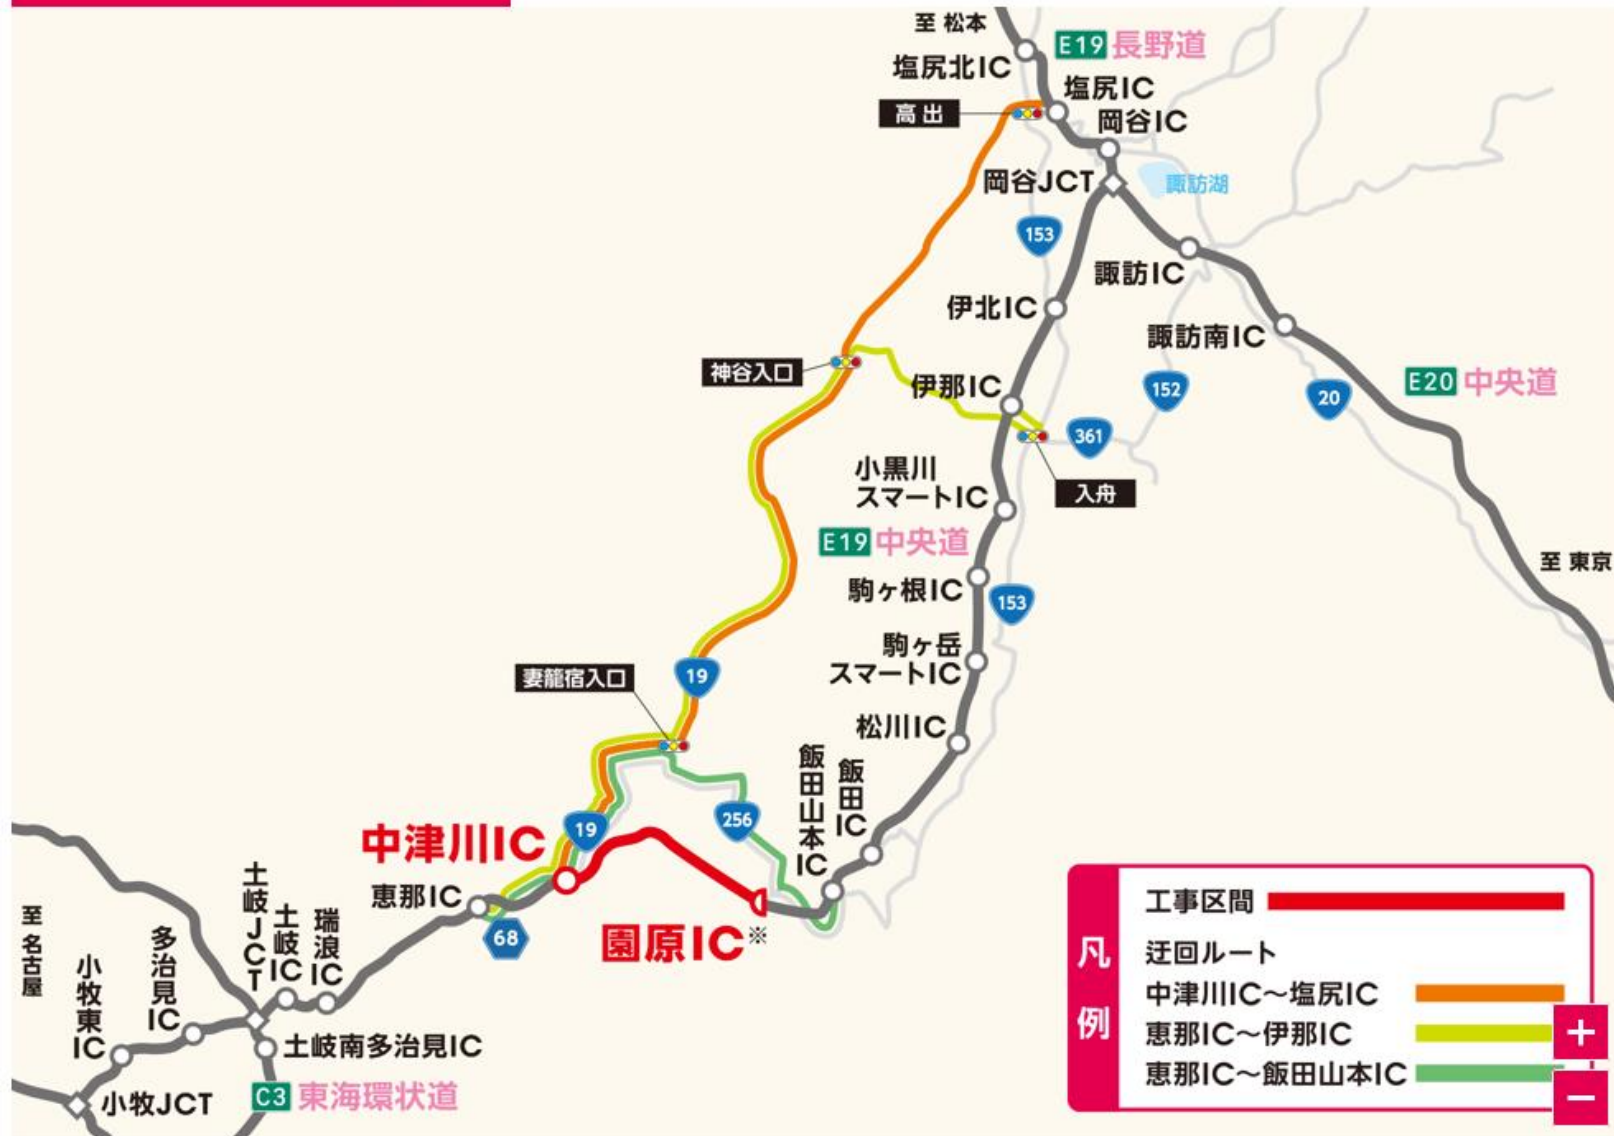 至 松本
E19 長野道
塩尻北IC
塩尻IC
高出
岡谷IC
岡谷JCT
諏訪湖
153
諏訪IC
伊北IC
諏訪南IC
神谷入口
伊那IC
152
20
E20 中央道
361
小黒川
スマートIC
入舟
E19 中央道
至 東京
駒ヶ根IC
153
駒ヶ岳
スマートIC
妻籠宿入口
19
松川IC
飯田山本IC
飯田IC
256
19
中津川IC
恵那IC
68
園原IC※
至 名古屋
小牧東IC
多治見IC
土岐JCT
土岐IC
瑞浪IC
土岐南多治見IC
小牧JCT
C3 東海環状道
凡例
工事区間
迂回ルート
中津川IC～塩尻IC
恵那IC～伊那IC
恵那IC～飯田山本IC
+
−